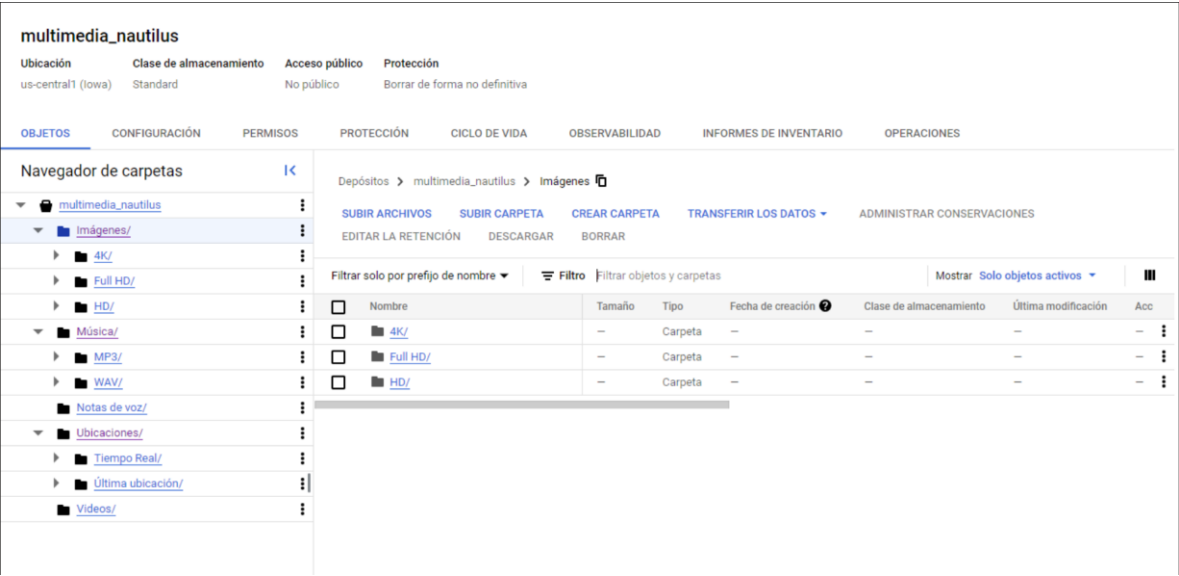 multimedia_nautilus
Ubicación Clase de almacenamiento Acceso público Protección
us-central1 (Iowa) Standard No público Borrar de forma no definitiva
OBJETOS CONFIGURACIÓN PERMISOS PROTECCIÓN CICLO DE VIDA OBSERVABILIDAD INFORMES DE INVENTARIO OPERACIONES
Navegador de carpetas
multimedia_nautilus
Imágenes/
4K/
Full HD/
HD/
Música/
MP3/
WAV/
Notas de voz/
Ubicaciones/
Tiempo Real/
Última ubicación/
Videos/
Depósitos > multimedia_nautilus > Imágenes
SUBIR ARCHIVOS SUBIR CARPETA CREAR CARPETA TRANSFERIR LOS DATOS ADMINISTRAR CONSERVACIONES
EDITAR LA RETENCIÓN DESCARGAR BORRAR
Filtrar solo por prefijo de nombre Filtro Filtrar objetos y carpetas Mostrar Solo objetos activos
Nombre Tamaño Tipo Fecha de creación Clase de almacenamiento Última modificación Acc
4K/ — Carpeta — — — —
Full HD/ — Carpeta — — — —
HD/ — Carpeta — — — —